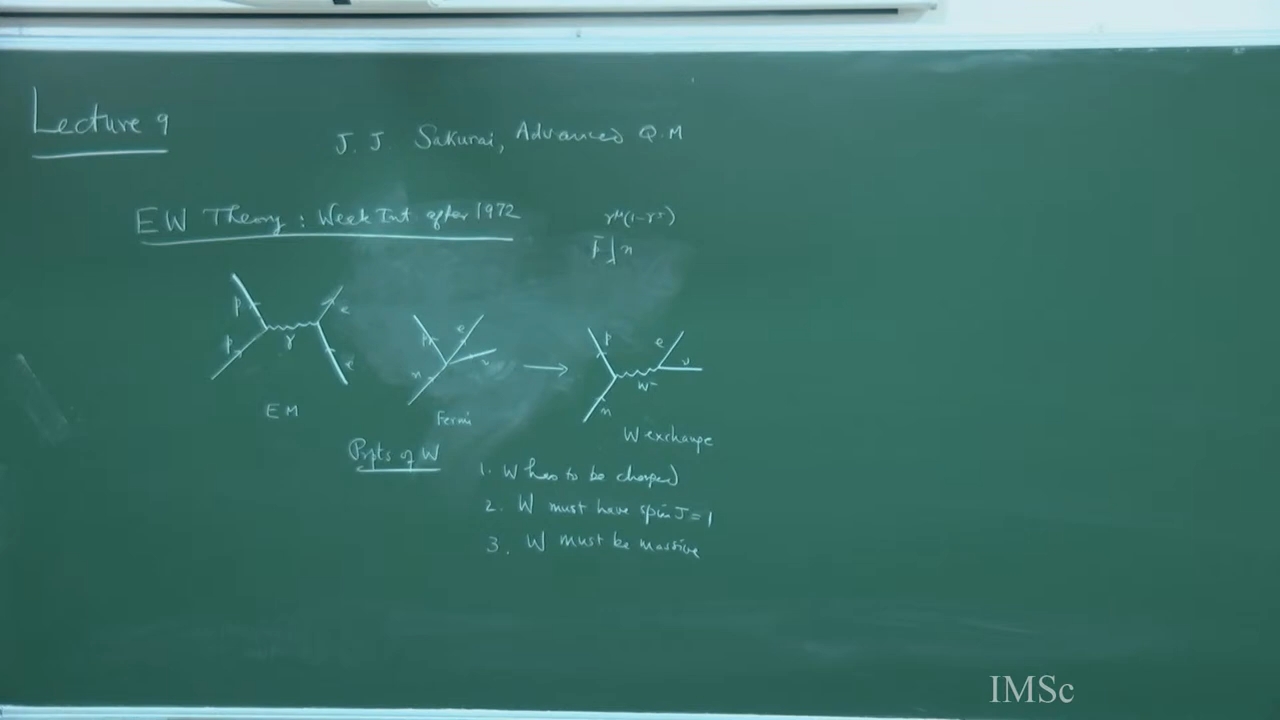 Lecture 9
J. J Sakurai, Advanced Q.M
EW Theory : Weak Int. after 1972
γᵘ(1-γ⁵)
n
p
p
γ
e
e
EM
p
e
n
ν
Fermi
p
e
ν
n
W⁻
W exchange
Prpts of W
1. W has to be charged
2. W must have spin J=1
3. W must be massive
IMSc